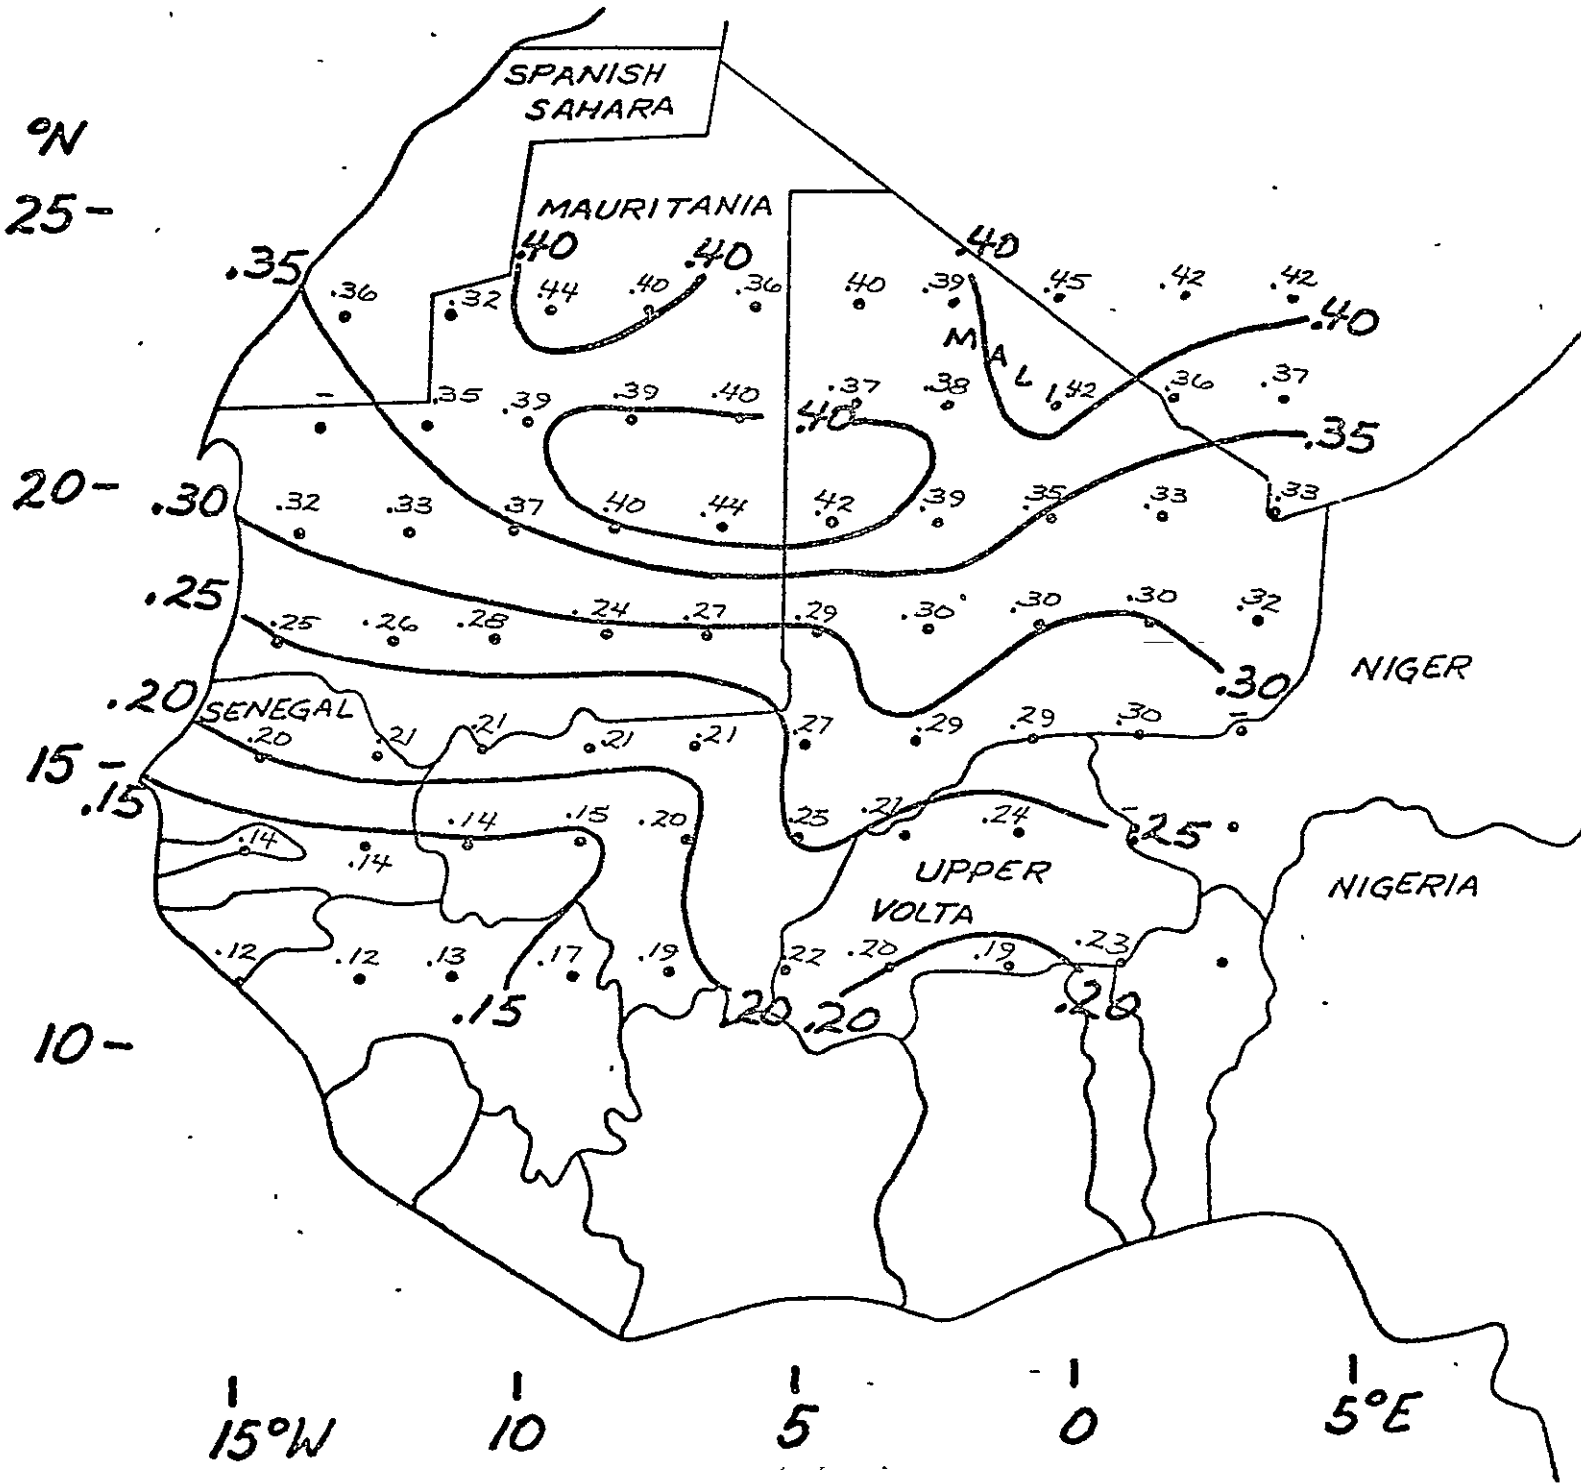 SPANISH
SAHARA
°N
25-
MAURITANIA
.40 .40 .40
.35
.36 .32 .44 .40 .36 .40 .39 .45 .42 .42
.40
MALI
- .35 .39 .39 .40 .37 .38 .42 .36 .37
.40
.35
20-
.30
.32 .33 .37 .40 .44 .42 .39 .35 .33 .33
.25
.25 .26 .28 .24 .27 .29 .30 .30 .30 .32
NIGER
.30
.20
SENEGAL
.20 .21 .21 .21 .21 .27 .29 .29 .30 -
15-
.15
.14 .14 .14 .15 .20 .25 .21 .24 -
.25
UPPER
VOLTA
NIGERIA
.12 .12 .13 .17 .19 .22 .20 .19 .23
.15 .20 .20 .20
10-
15°W 10 5 0 5°E